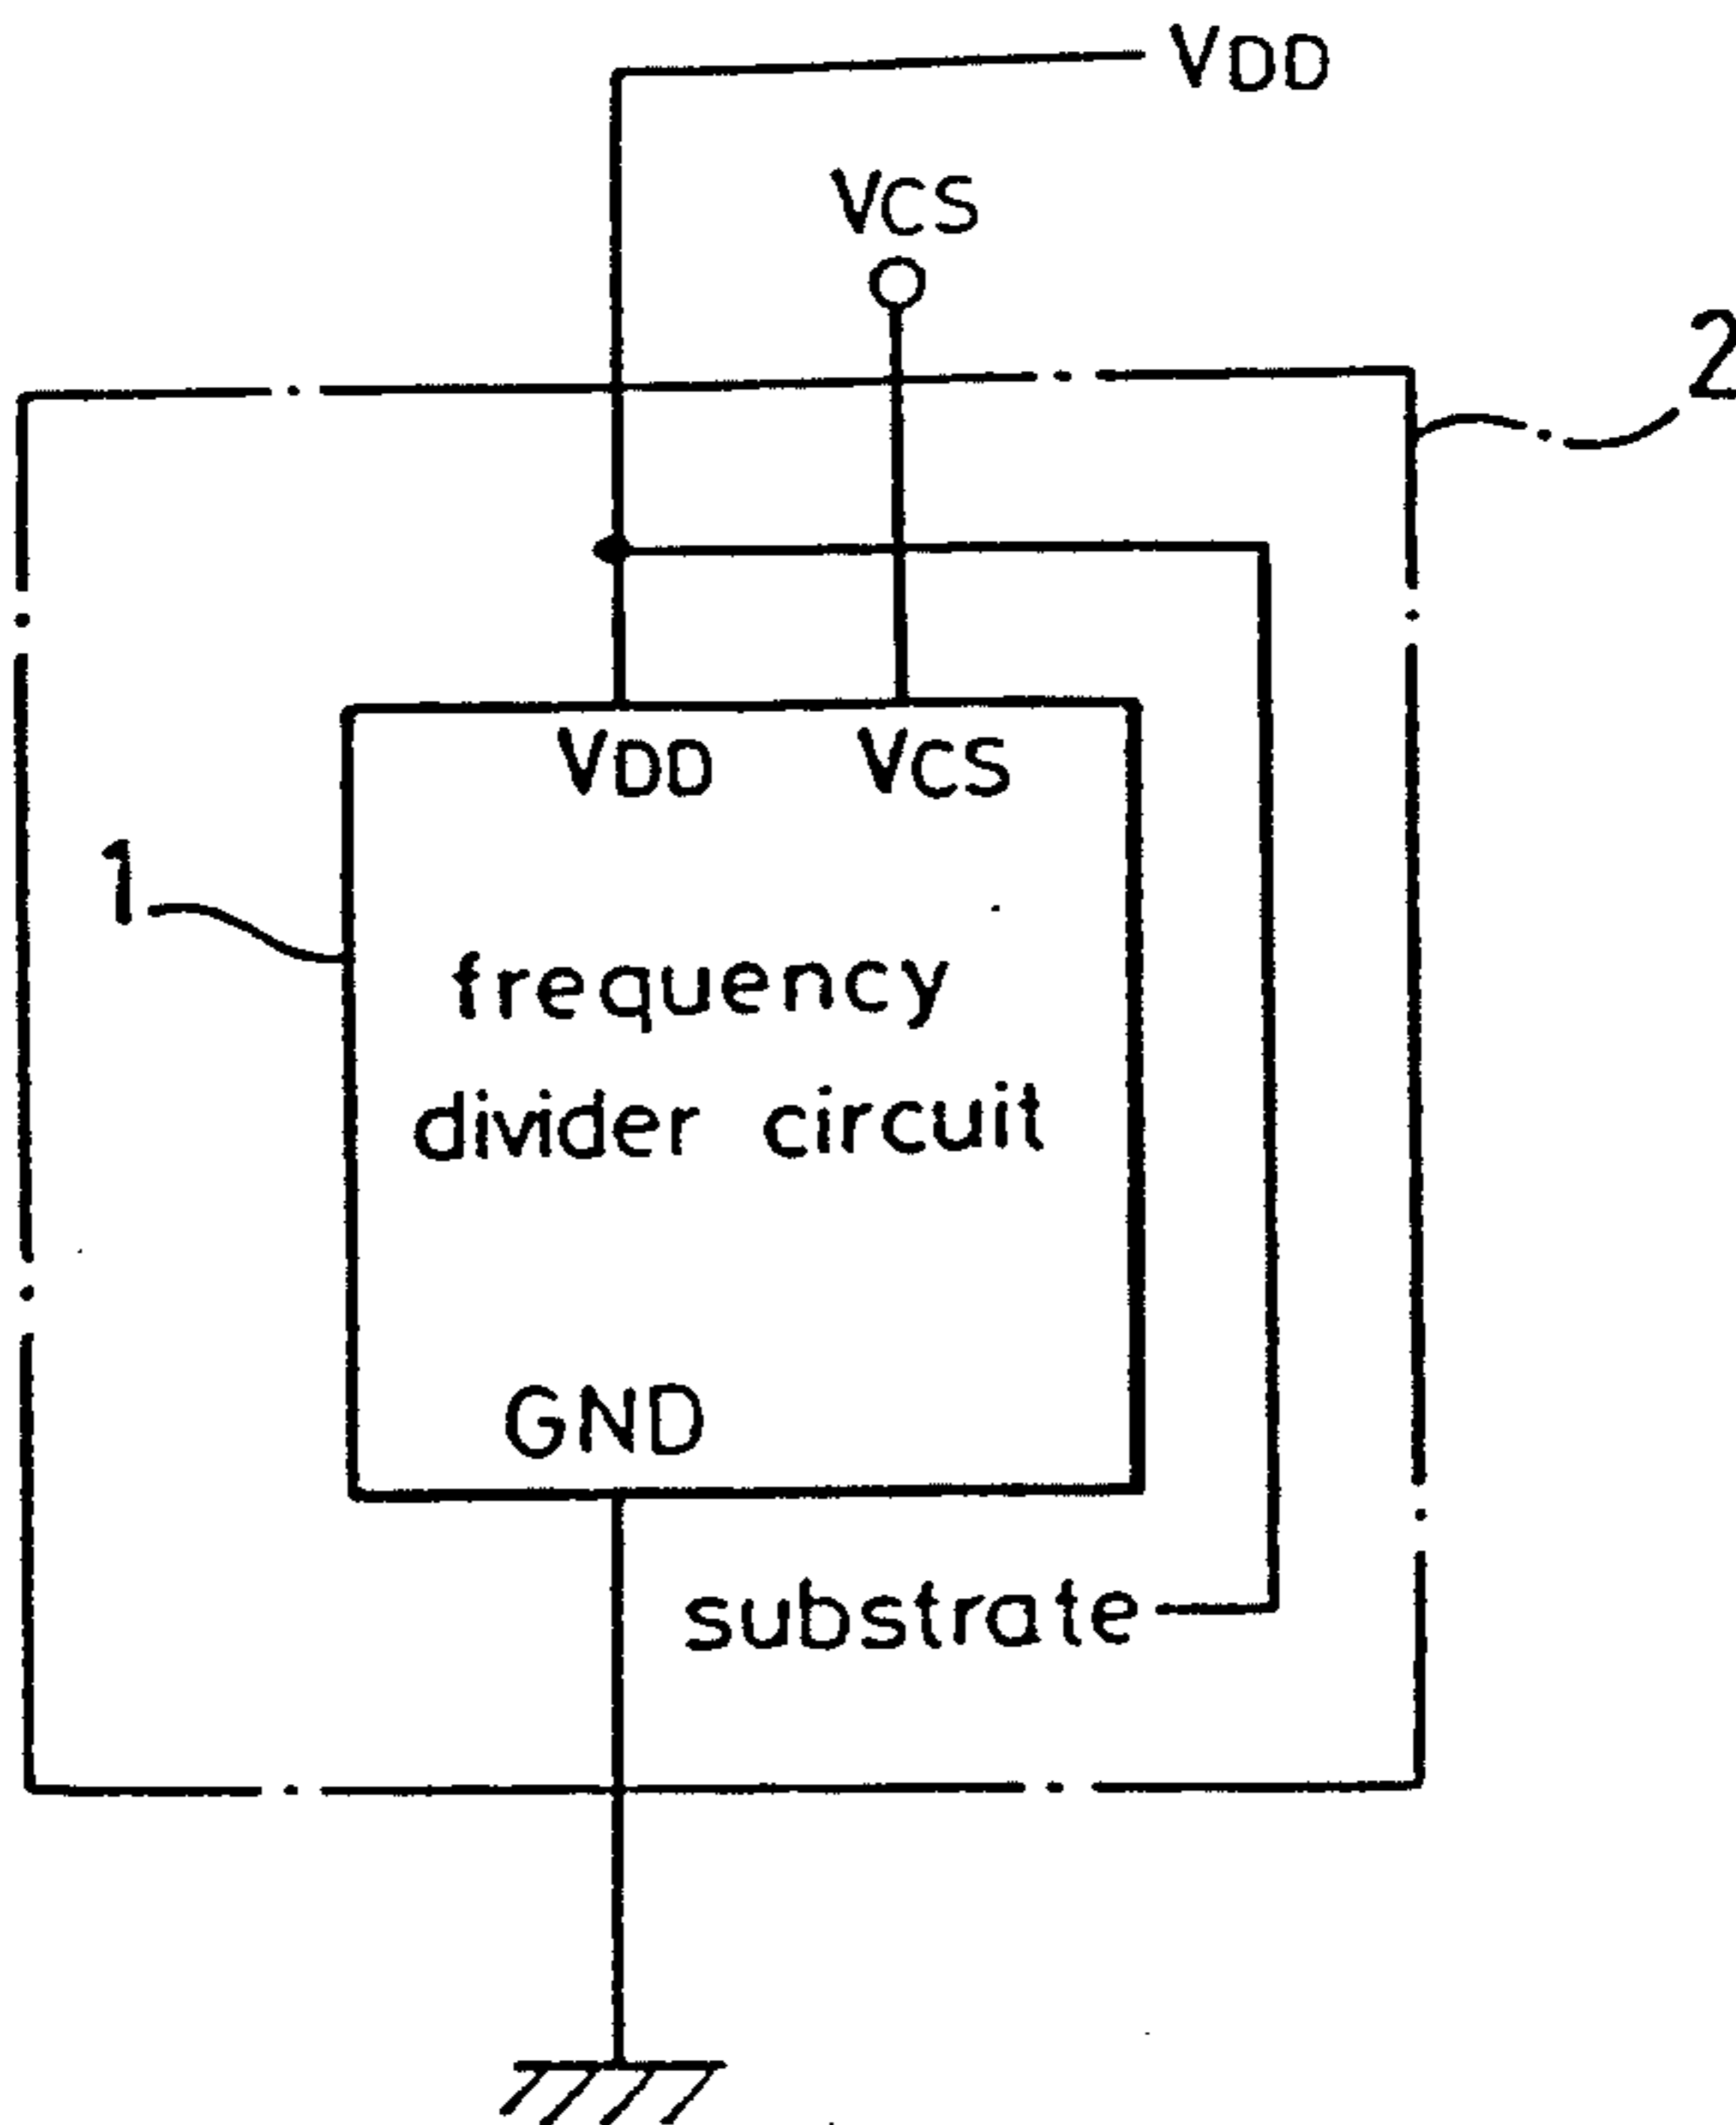 VDD
VCS
2
VDD VCS
1
frequency
divider circuit
GND
substrate